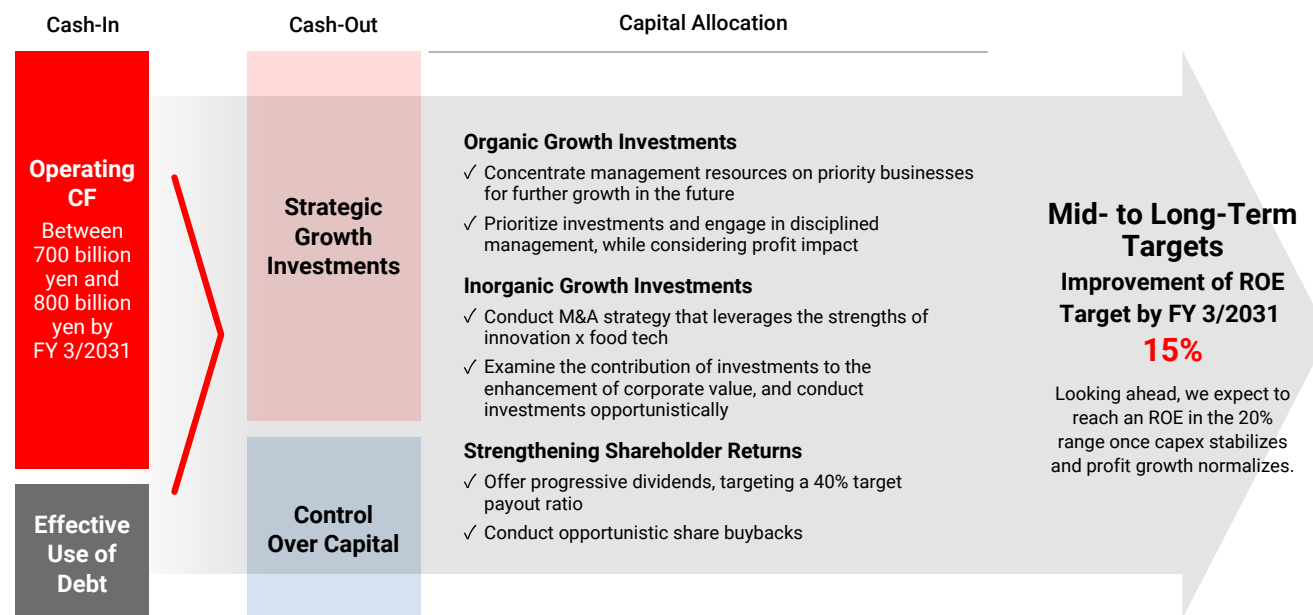 Cash-In
Cash-Out
Capital Allocation
Operating
CF
Between
700 billion
yen and
800 billion
yen by
FY 3/2031
Effective
Use of
Debt
Strategic
Growth
Investments
Control
Over Capital
Organic Growth Investments
✓ Concentrate management resources on priority businesses
for further growth in the future
✓ Prioritize investments and engage in disciplined
management, while considering profit impact
Inorganic Growth Investments
✓ Conduct M&A strategy that leverages the strengths of
innovation x food tech
✓ Examine the contribution of investments to the
enhancement of corporate value, and conduct
investments opportunistically
Strengthening Shareholder Returns
✓ Offer progressive dividends, targeting a 40% target
payout ratio
✓ Conduct opportunistic share buybacks
Mid- to Long-Term
Targets
Improvement of ROE
Target by FY 3/2031
15%
Looking ahead, we expect to
reach an ROE in the 20%
range once capex stabilizes
and profit growth normalizes.